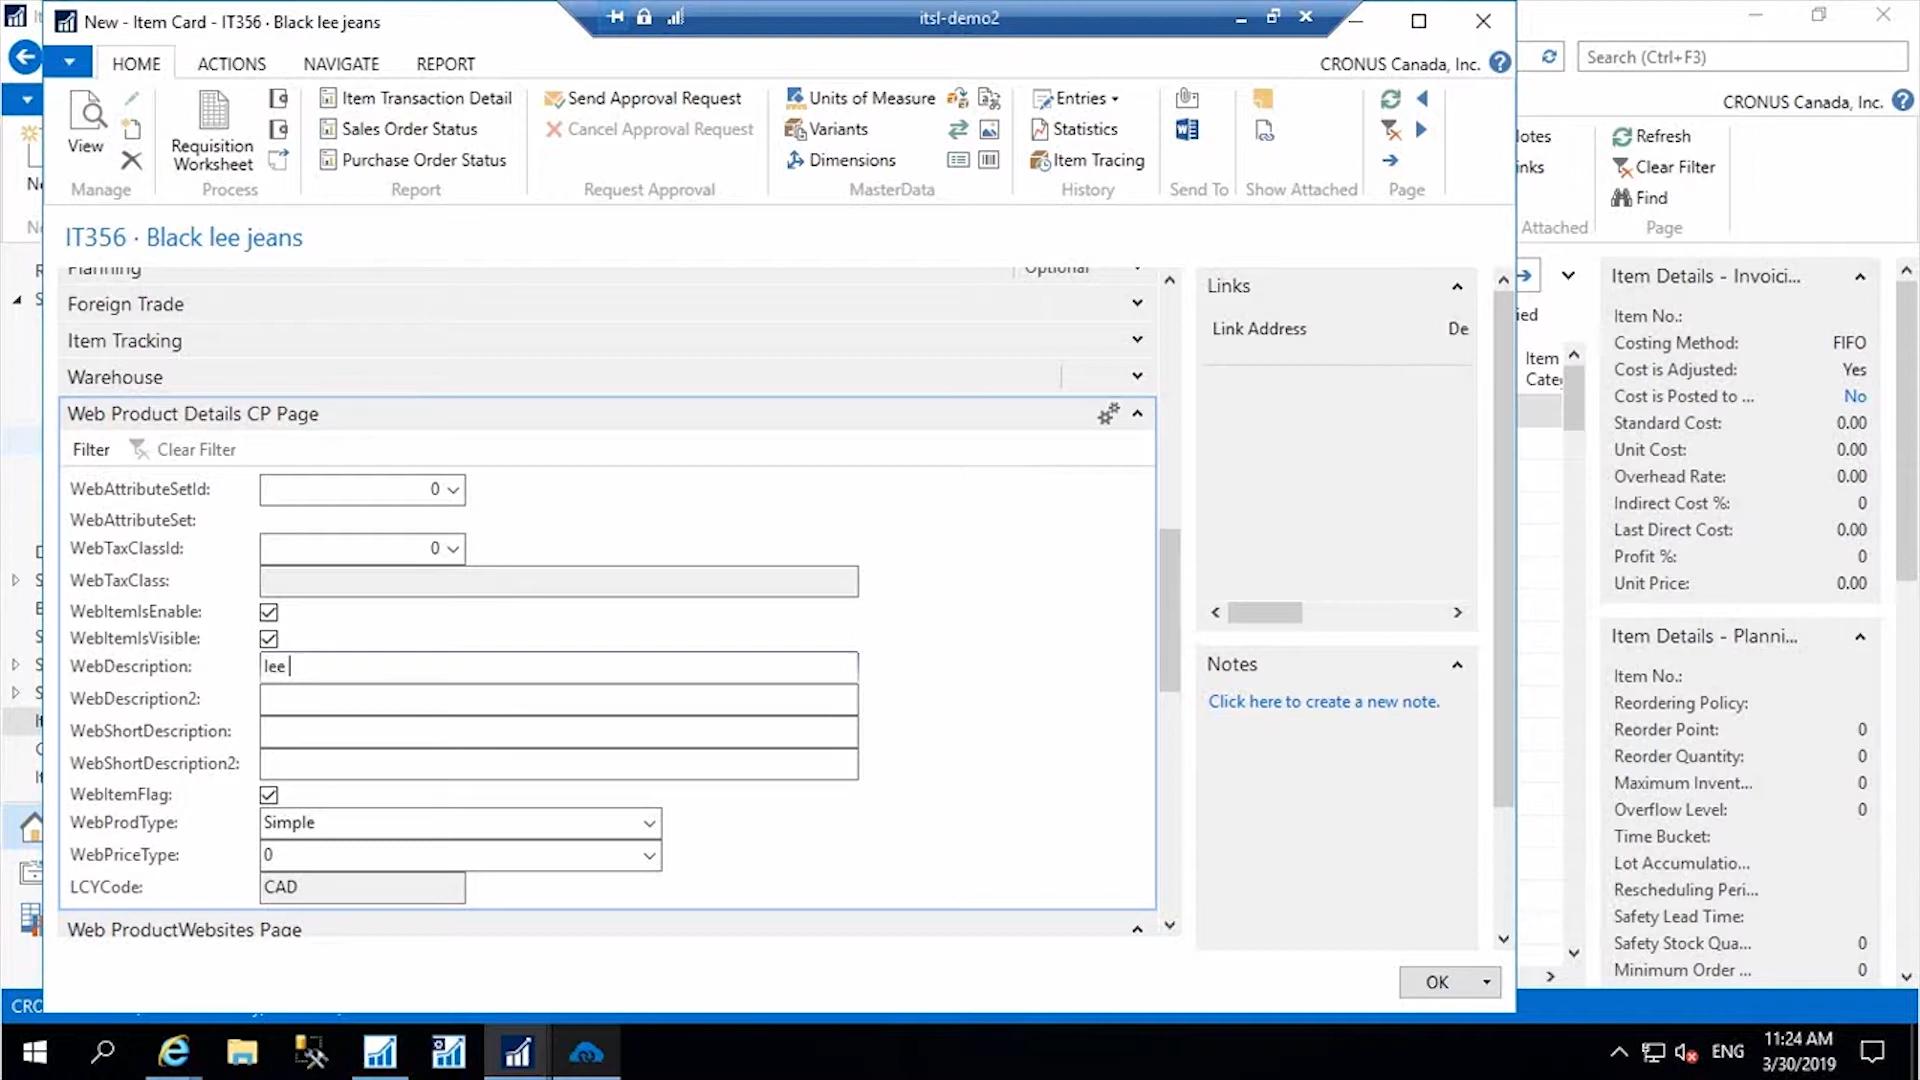 New - Item Card - IT356 · Black lee jeans
itsl-demo2
HOME
ACTIONS
NAVIGATE
REPORT
CRONUS Canada, Inc.
Search (Ctrl+F3)
CRONUS Canada, Inc.
View
Manage
Requisition
Worksheet
Process
Item Transaction Detail
Sales Order Status
Purchase Order Status
Report
Send Approval Request
Cancel Approval Request
Request Approval
Units of Measure
Variants
Dimensions
MasterData
Entries
Statistics
Item Tracing
History
Send To
Show Attached
Page
Refresh
Clear Filter
Find
Attached
Page
IT356 · Black lee jeans
Planning
Optional
Foreign Trade
Item Tracking
Warehouse
Web Product Details CP Page
Filter
Clear Filter
WebAttributeSetId: 0
WebAttributeSet:
WebTaxClassId: 0
WebTaxClass:
WebItemIsEnable:
WebItemIsVisible:
WebDescription: lee
WebDescription2:
WebShortDescription:
WebShortDescription2:
WebItemFlag:
WebProdType: Simple
WebPriceType: 0
LCYCode: CAD
Web ProductWebsites Page
Links
Link Address De
Notes
Click here to create a new note.
OK
Item
Item Details - Invoici...
Item No.:
Costing Method: FIFO
Cost is Adjusted: Yes
Cost is Posted to ... No
Standard Cost: 0.00
Unit Cost: 0.00
Overhead Rate: 0.00
Indirect Cost %: 0
Last Direct Cost: 0.00
Profit %: 0
Unit Price: 0.00
Item Details - Planni...
Item No.:
Reordering Policy:
Reorder Point: 0
Reorder Quantity: 0
Maximum Invent... 0
Overflow Level: 0
Time Bucket:
Lot Accumulatio...
Rescheduling Peri...
Safety Lead Time:
Safety Stock Qua... 0
Minimum Order ... 0
CRO
ENG
11:24 AM
3/30/2019